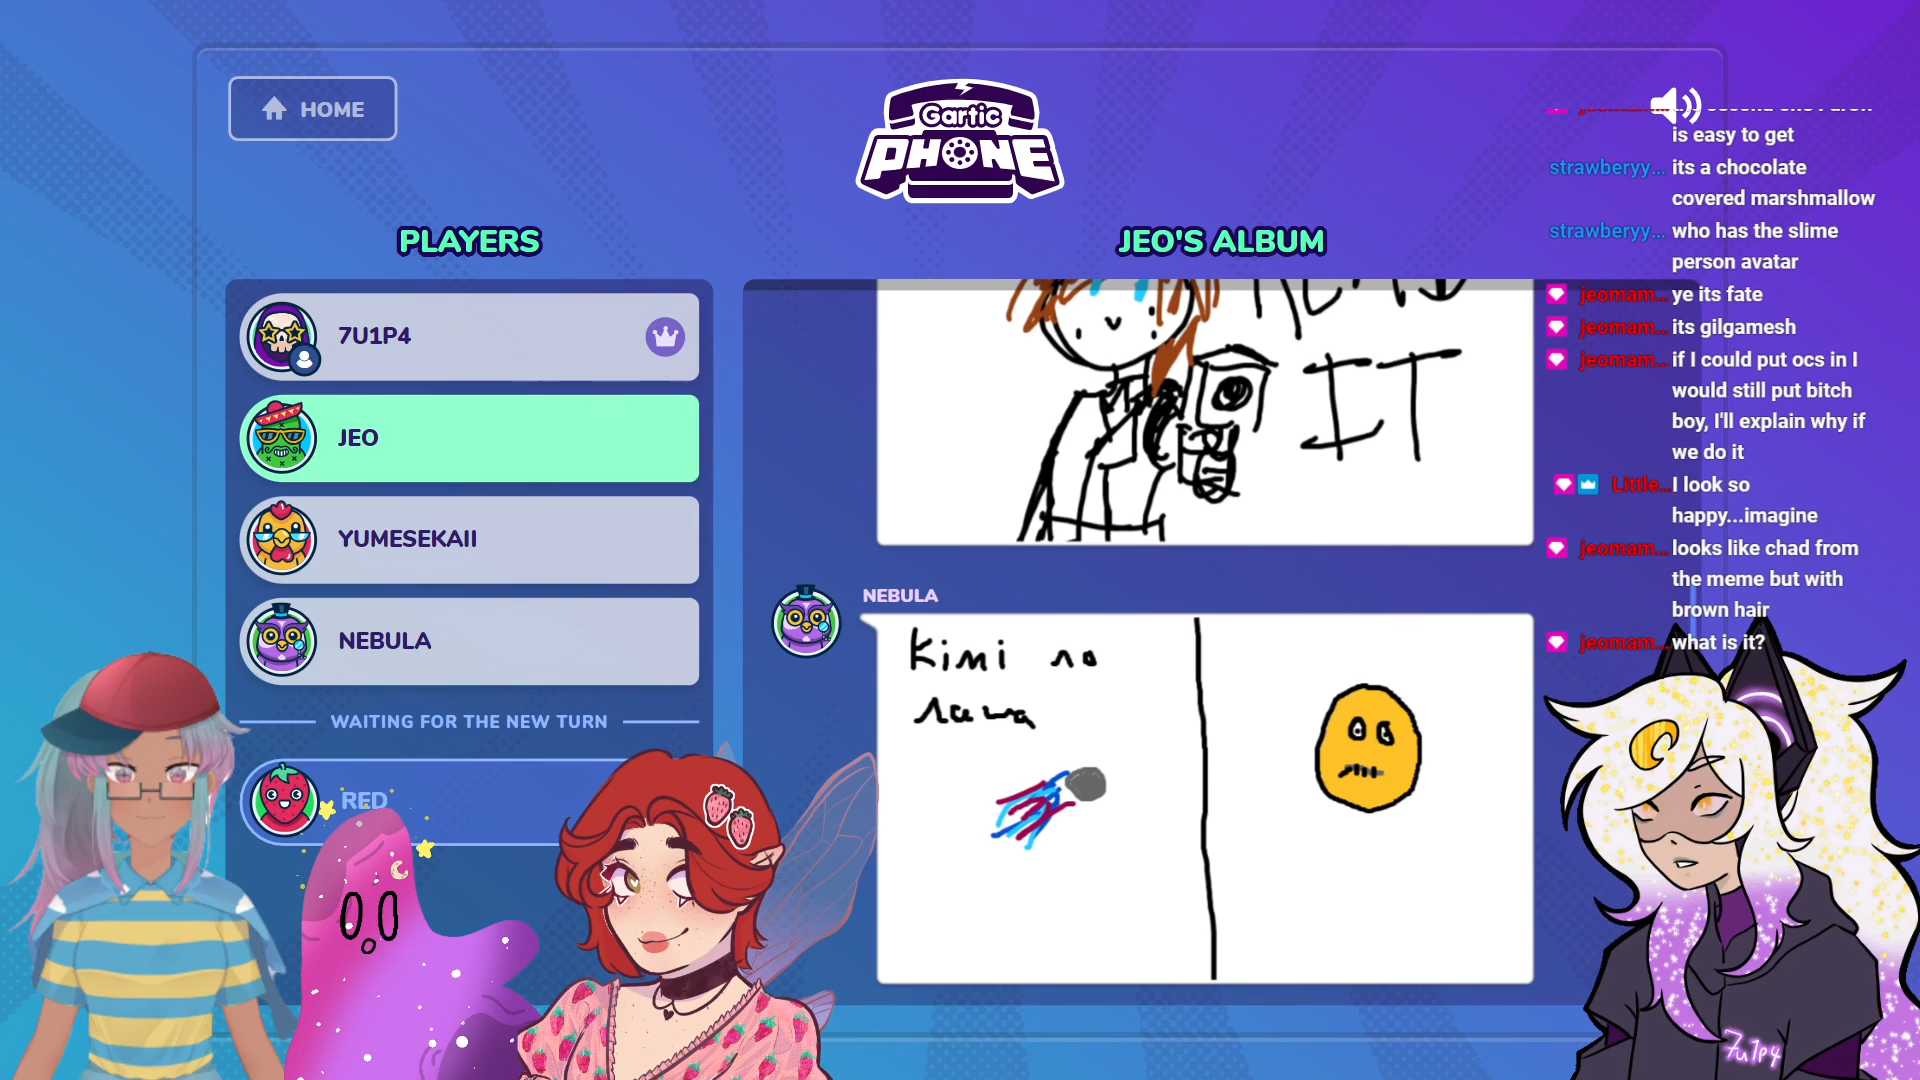 HOME
Gartic
PHONE
PLAYERS
7U1P4
JEO
YUMESEKAII
NEBULA
WAITING FOR THE NEW TURN
RED
JEO'S ALBUM
IT
NEBULA
Kimi no
nawa
is easy to get
strawberyy... its a chocolate
covered marshmallow
strawberyy... who has the slime
person avatar
jeomam... ye its fate
jeomam... its gilgamesh
jeomam... if I could put ocs in I
would still put bitch
boy, I'll explain why if
we do it
Little... I look so
happy...imagine
jeomam... looks like chad from
the meme but with
brown hair
jeomam... what is it?
7u1p4